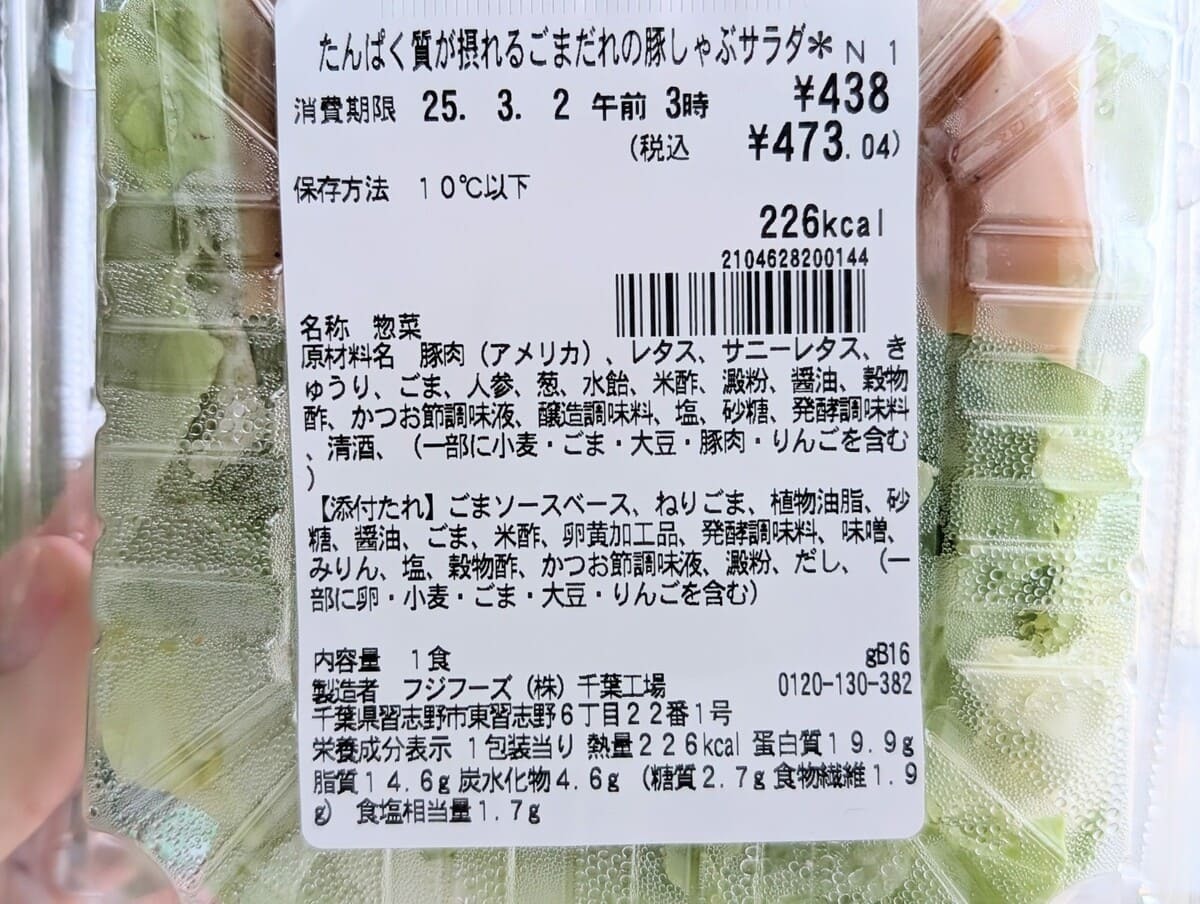 たんぱく質が摂れるごまだれの豚しゃぶサラダ＊Ｎ１
消費期限 25. 3. 2 午前 3時 ¥438
(税込 ¥473.04)
保存方法 １０℃以下
226kcal
2104628200144
名称 惣菜
原材料名 豚肉（アメリカ）、レタス、サニーレタス、き
ゅうり、ごま、人参、葱、水飴、米酢、澱粉、醤油、穀物
酢、かつお節調味液、醸造調味料、塩、砂糖、発酵調味料
、清酒、（一部に小麦・ごま・大豆・豚肉・りんごを含む
）
【添付たれ】ごまソースベース、ねりごま、植物油脂、砂
糖、醤油、ごま、米酢、卵黄加工品、発酵調味料、味噌、
みりん、塩、穀物酢、かつお節調味液、澱粉、だし、（一
部に卵・小麦・ごま・大豆・りんごを含む）
内容量 １食 gB16
製造者 フジフーズ（株）千葉工場 0120-130-382
千葉県習志野市東習志野６丁目２２番１号
栄養成分表示 １包装当り 熱量２２６kcal 蛋白質１９.９g
脂質１４.６g 炭水化物４.６g （糖質２.７g 食物繊維１.９
g） 食塩相当量１.７g